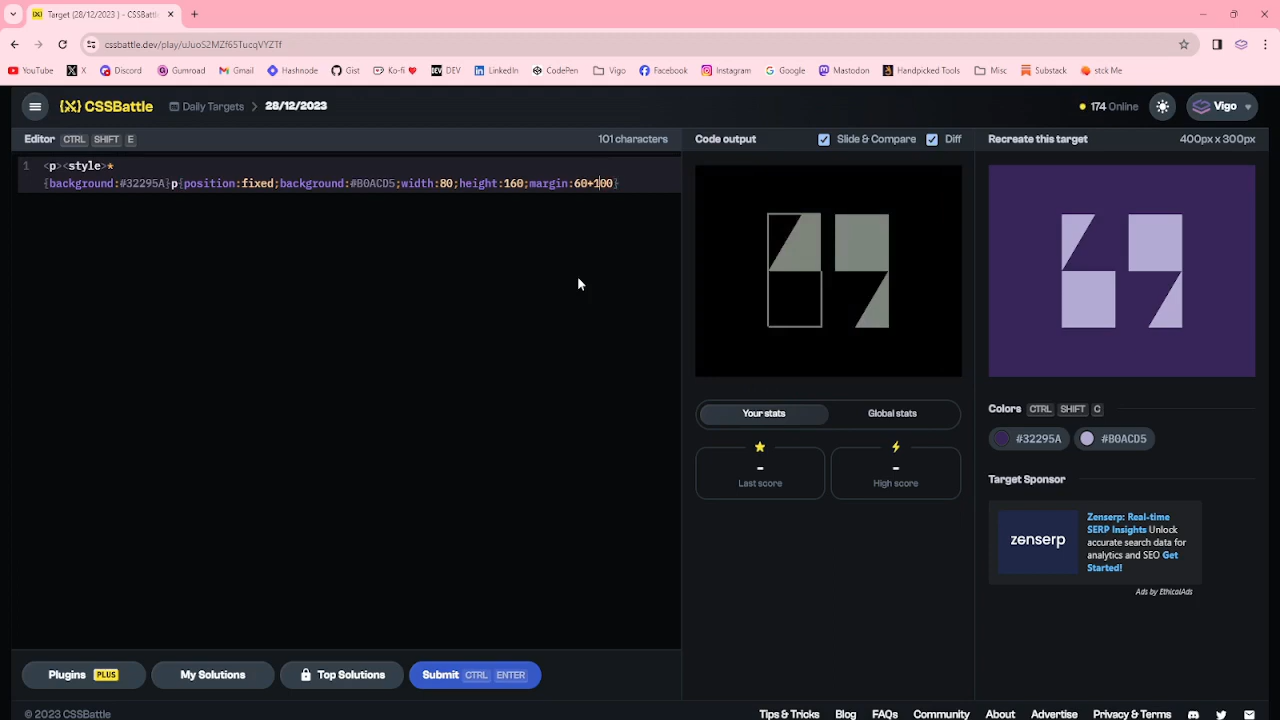 Target (28/12/2023 ) - CSSBattl
cssbattle.dev/play/uJuoS2MZf65TucqVYZTf
YouTube X Discord Gumroad Gmail Hashnode Gist Ko-fi DEV LinkedIn CodePen Vigo Facebook Instagram Google Mastodon Handpicked Tools Misc Substack stck Me
CSSBattle Daily Targets > 28/12/2023 174 Online Vigo
Editor CTRL SHIFT E 101 characters Code output Slide & Compare Diff Recreate this target 400px x 300px
1 <p><style>*
{background:#32295A}p{position:fixed;background:#B0ACD5;width:80;height:160;margin:60+100}
Your stats Global stats
Colors CTRL SHIFT C
#32295A #B0ACD5
- -
Last score High score
Target Sponsor
zenserp
Zenserp: Real-time
SERP Insights Unlock
accurate search data for
analytics and SEO Get
Started!
Ads by EthicalAds
Plugins PLUS My Solutions Top Solutions Submit CTRL ENTER
© 2023 CSSBattle Tips & Tricks Blog FAQs Community About Advertise Privacy & Terms